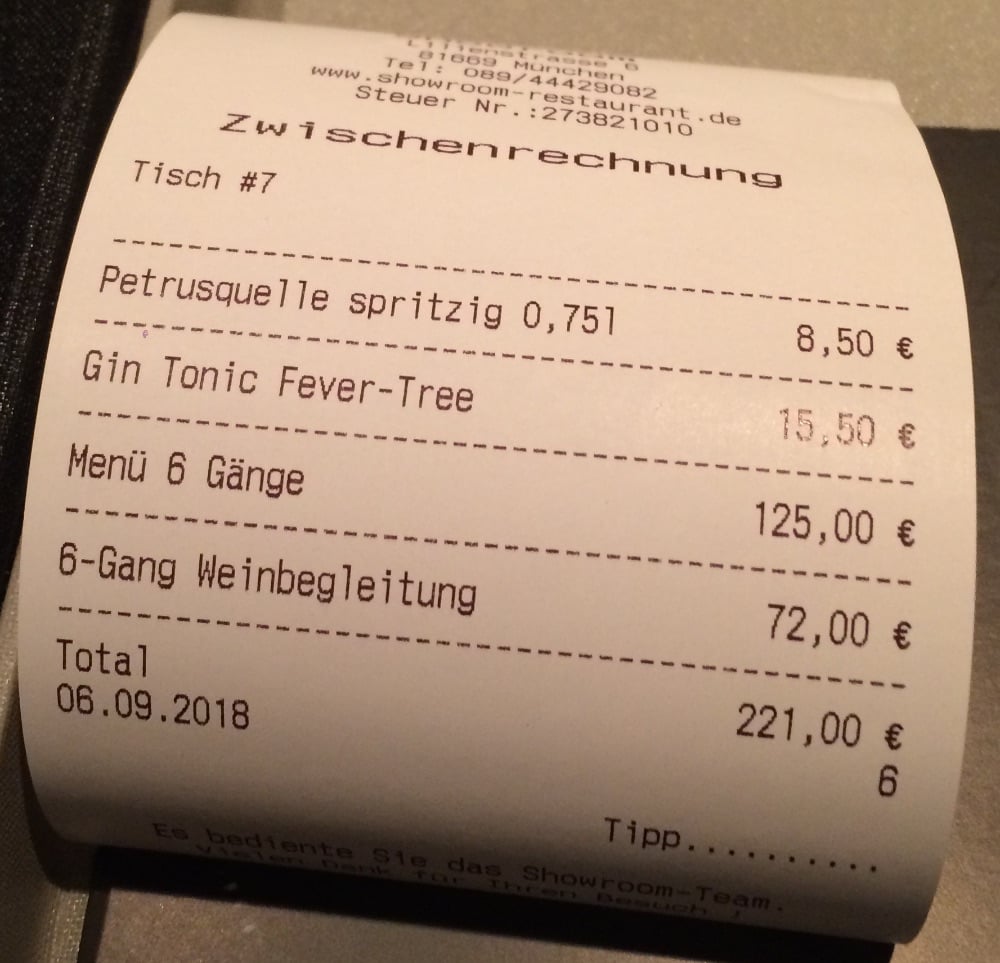 Lilienstrasse 6
81669 München
Tel: 089/44429082
www.showroom-restaurant.de
Steuer Nr.:273821010
Zwischenrechnung
Tisch #7
Petrusquelle spritzig 0,75l 8,50 €
Gin Tonic Fever-Tree 15,50 €
Menü 6 Gänge 125,00 €
6-Gang Weinbegleitung 72,00 €
Total 221,00 €
06.09.2018 6
Tipp..........
Es bediente Sie das Showroom-Team.
Vielen Dank für Ihren Besuch !